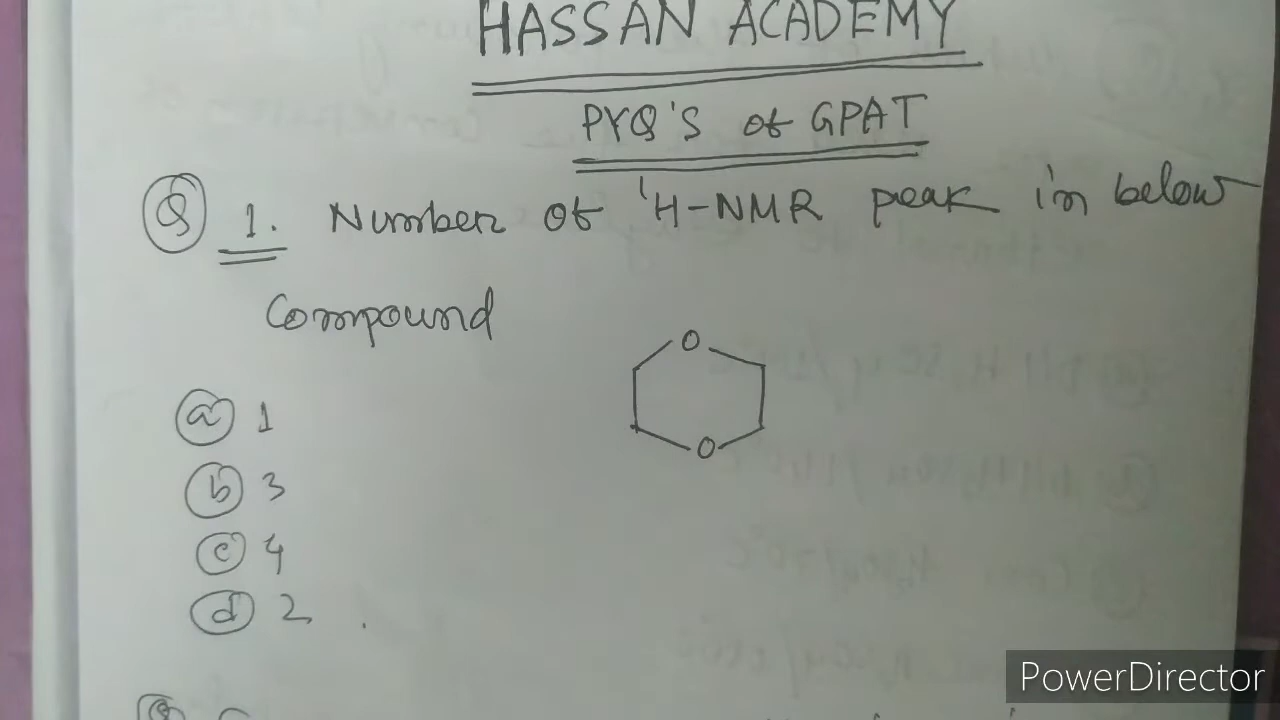 HASSAN ACADEMY
PYQ'S of GPAT
Q 1. Number of ¹H-NMR peak in below
Compound
O
O
a 1
b 3
c 4
d 2
PowerDirector